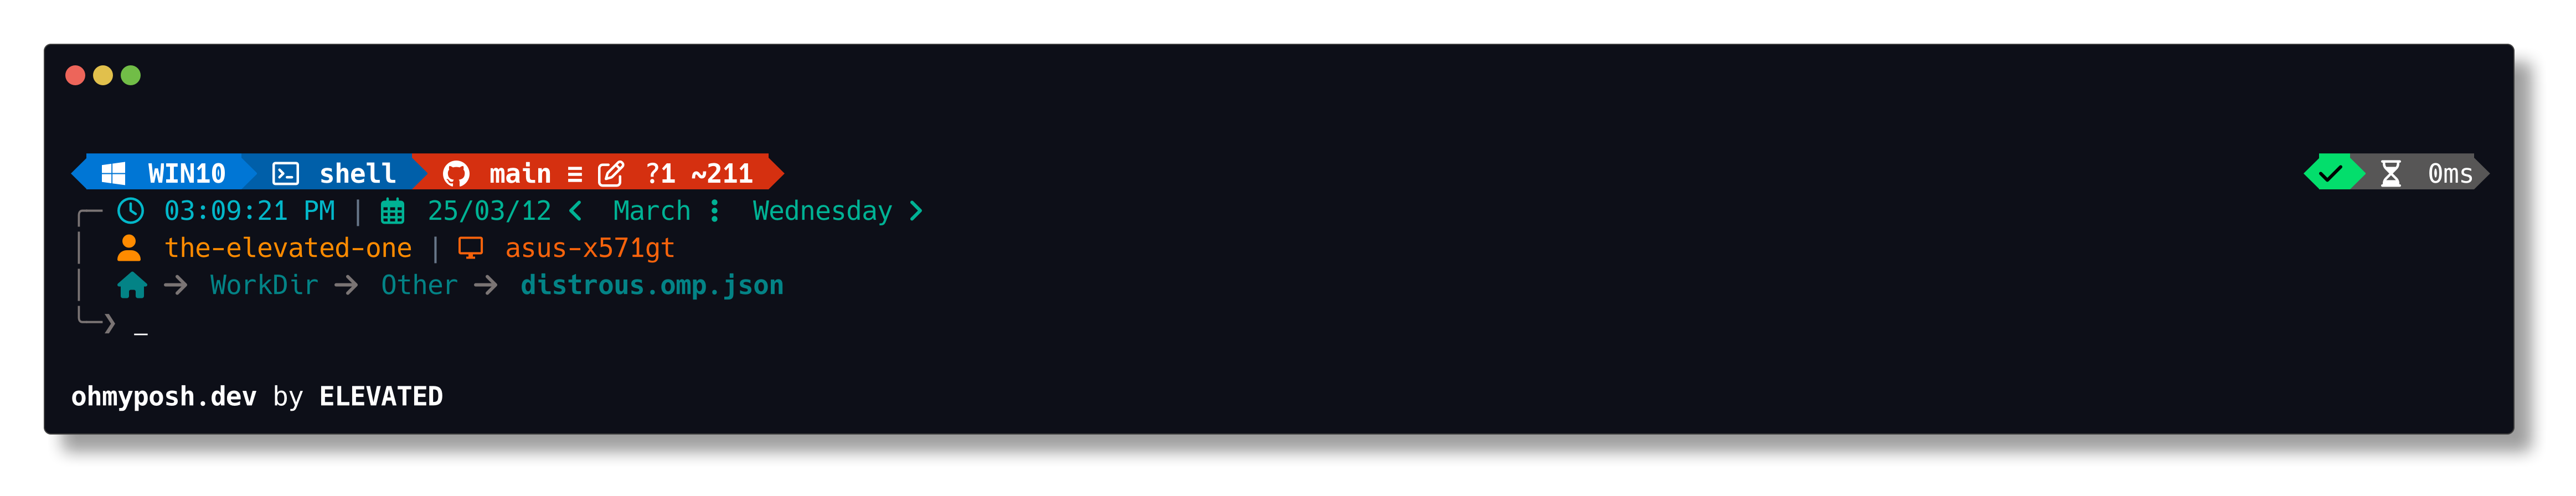 WIN10 shell main ≡ ?1 ~211 0ms
03:09:21 PM | 25/03/12 < March ⋮ Wednesday >
the-elevated-one | asus-x571gt
→ WorkDir → Other → distrous.omp.json
❯ _
ohmyposh.dev by ELEVATED